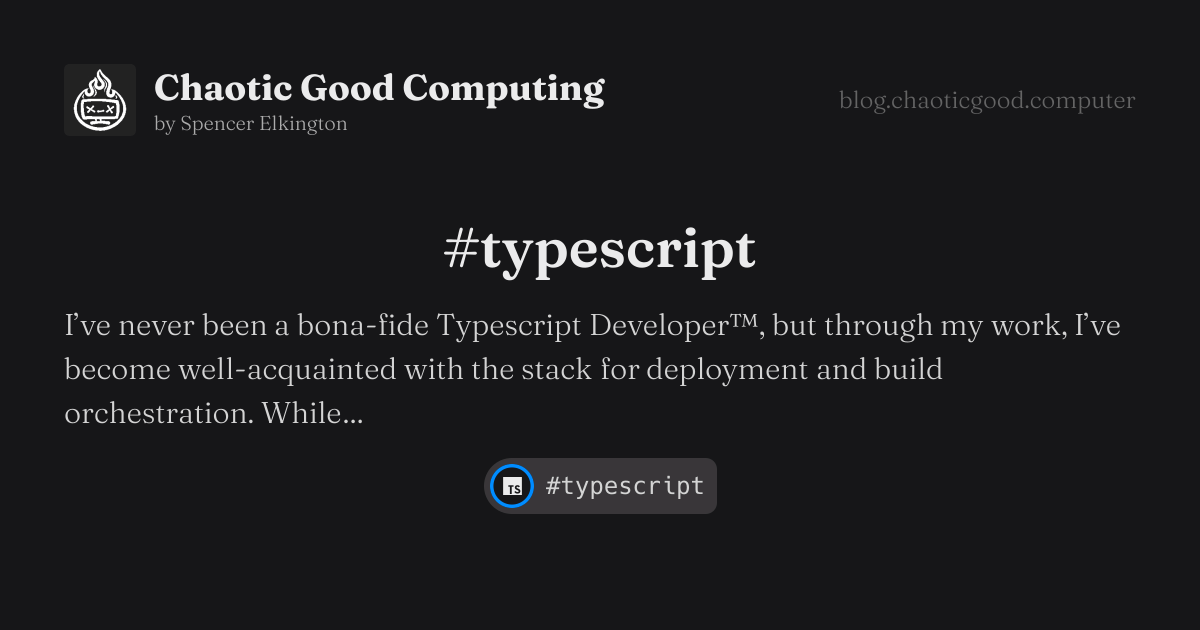 Chaotic Good Computing
by Spencer Elkington
blog.chaoticgood.computer
#typescript
I’ve never been a bona-fide Typescript Developer™, but through my work, I’ve
become well-acquainted with the stack for deployment and build
orchestration. While…
TS
#typescript